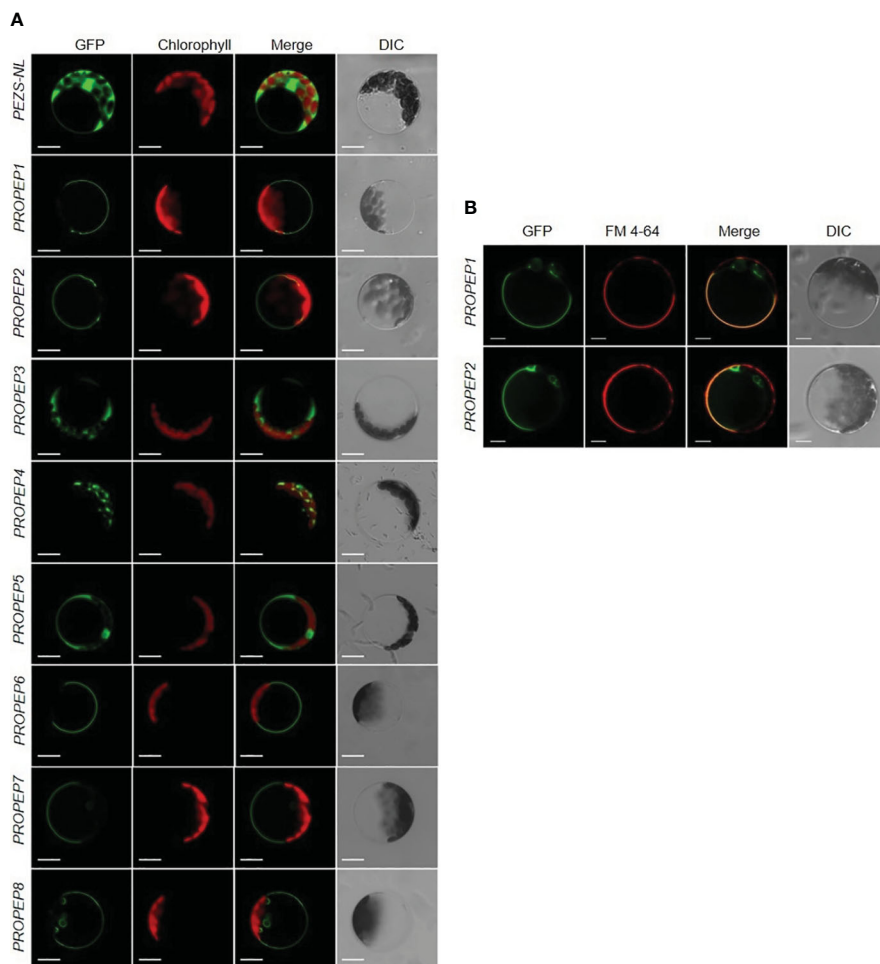 A
GFP Chlorophyll Merge DIC
PEZS-NL
PROPEP1
PROPEP2
PROPEP3
PROPEP4
PROPEP5
PROPEP6
PROPEP7
PROPEP8
B
GFP FM 4-64 Merge DIC
PROPEP1
PROPEP2